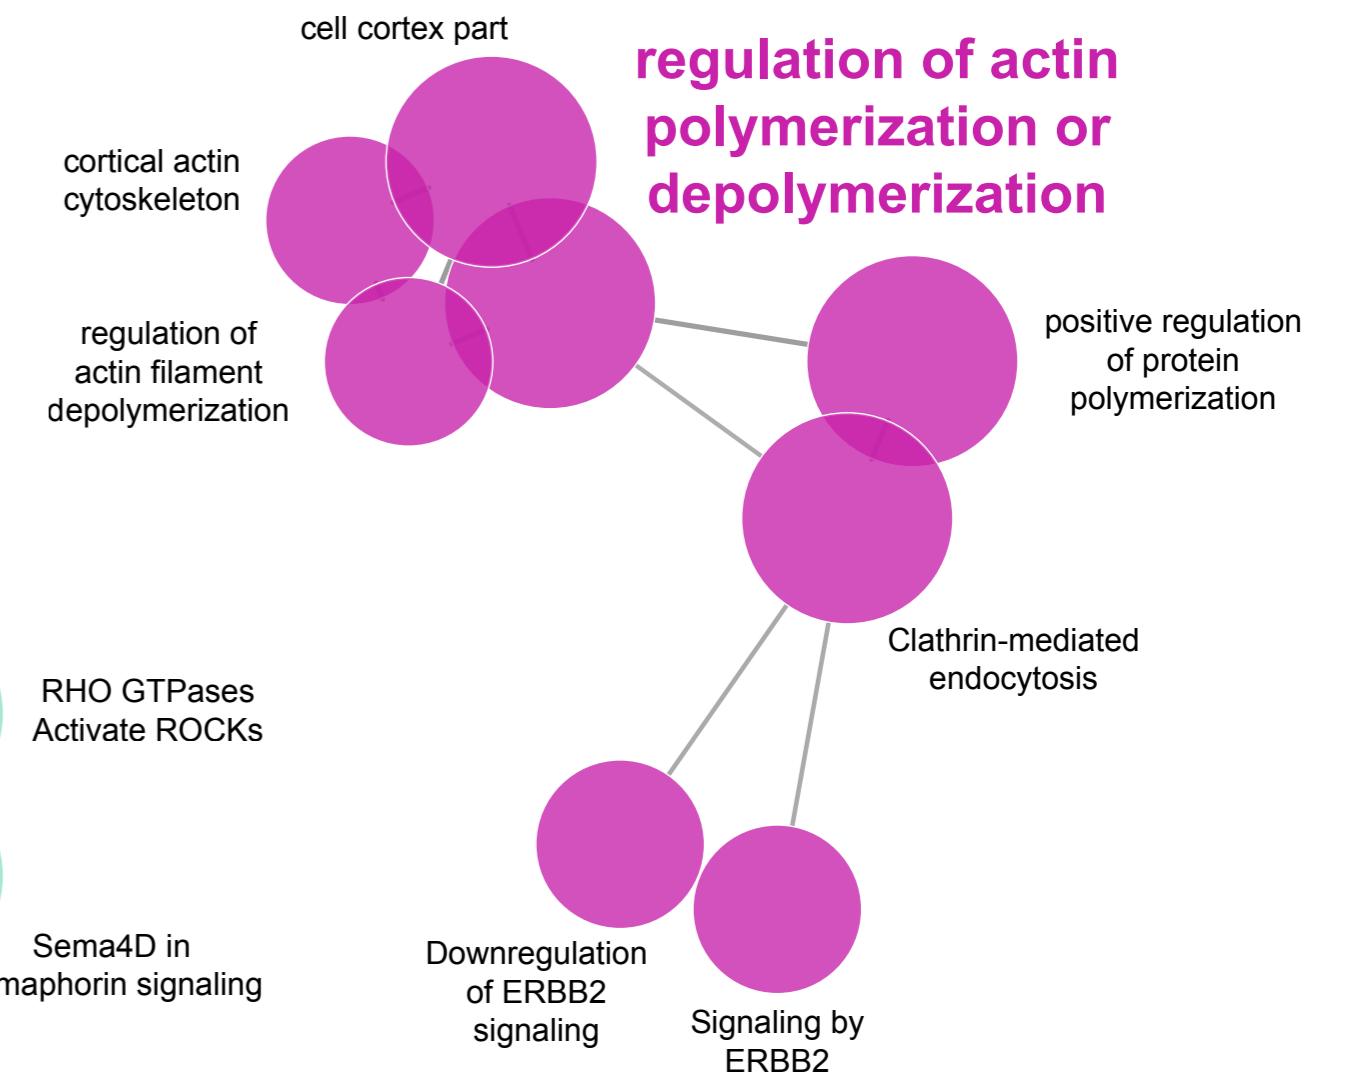 cell cortex part
regulation of actin
polymerization or
depolymerization
cortical actin
cytoskeleton
regulation of
actin filament
depolymerization
positive regulation
of protein
polymerization
Clathrin-mediated
endocytosis
RHO GTPases
Activate ROCKs
Sema4D in
maphorin signaling
Downregulation
of ERBB2
signaling
Signaling by
ERBB2